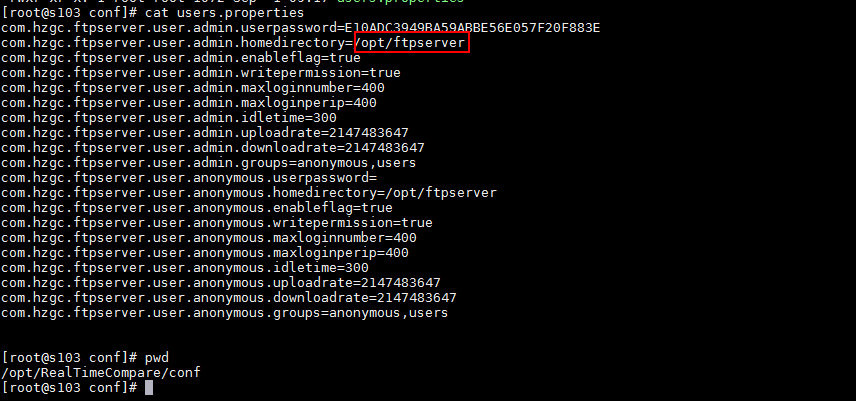 [root@s103 conf]# cat users.properties
com.hzgc.ftpserver.user.admin.userpassword=E10ADC3949BA59ABBE56E057F20F883E
com.hzgc.ftpserver.user.admin.homedirectory=/opt/ftpserver
com.hzgc.ftpserver.user.admin.enableflag=true
com.hzgc.ftpserver.user.admin.writepermission=true
com.hzgc.ftpserver.user.admin.maxloginnumber=400
com.hzgc.ftpserver.user.admin.maxloginperip=400
com.hzgc.ftpserver.user.admin.idletime=300
com.hzgc.ftpserver.user.admin.uploadrate=2147483647
com.hzgc.ftpserver.user.admin.downloadrate=2147483647
com.hzgc.ftpserver.user.admin.groups=anonymous,users
com.hzgc.ftpserver.user.anonymous.userpassword=
com.hzgc.ftpserver.user.anonymous.homedirectory=/opt/ftpserver
com.hzgc.ftpserver.user.anonymous.enableflag=true
com.hzgc.ftpserver.user.anonymous.writepermission=true
com.hzgc.ftpserver.user.anonymous.maxloginnumber=400
com.hzgc.ftpserver.user.anonymous.maxloginperip=400
com.hzgc.ftpserver.user.anonymous.idletime=300
com.hzgc.ftpserver.user.anonymous.uploadrate=2147483647
com.hzgc.ftpserver.user.anonymous.downloadrate=2147483647
com.hzgc.ftpserver.user.anonymous.groups=anonymous,users
[root@s103 conf]# pwd
/opt/RealTimeCompare/conf
[root@s103 conf]#